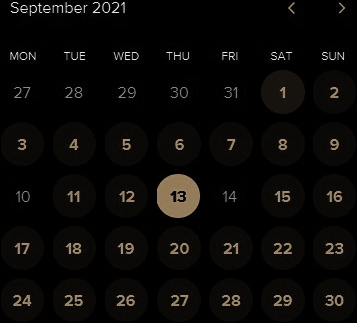 September 2021 < >
MON TUE WED THU FRI SAT SUN
27 28 29 30 31 1 2
3 4 5 6 7 8 9
10 11 12 13 14 15 16
17 18 19 20 21 22 23
24 25 26 27 28 29 30